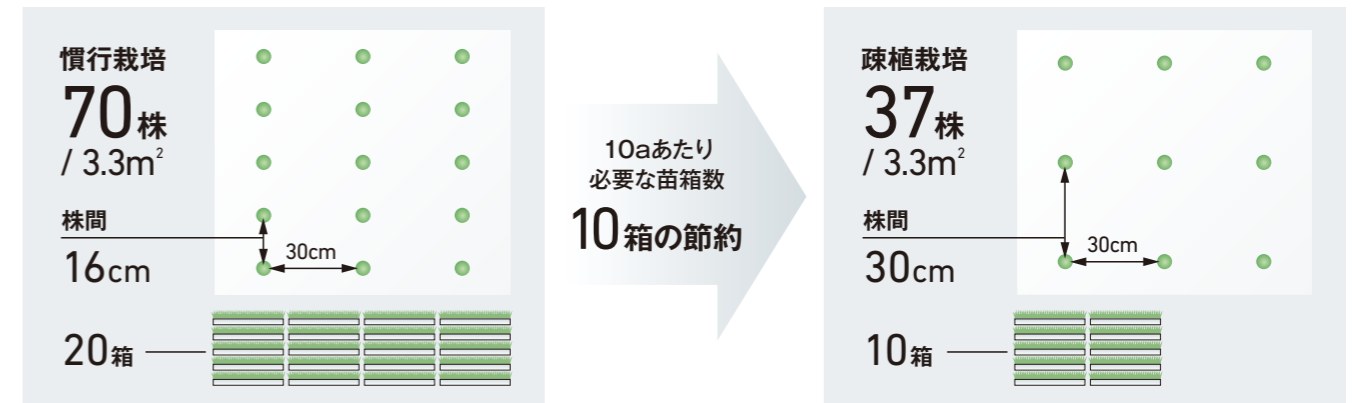 慣行栽培
70株
/ 3.3m²
株間
16cm
30cm
20箱
10aあたり
必要な苗箱数
10箱の節約
疎植栽培
37株
/ 3.3m²
株間
30cm
30cm
10箱